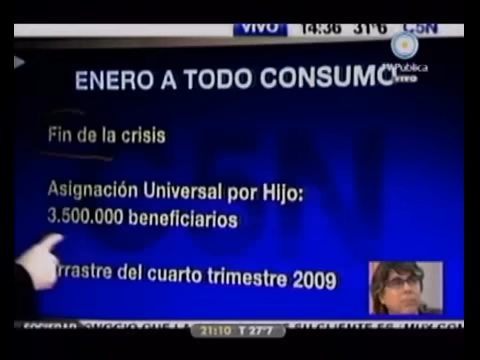 VIVO 14:36 31°6 C5N
TV Pública
vivo
ENERO A TODO CONSUMO
Fin de la crisis
Asignación Universal por Hijo:
3.500.000 beneficiarios
rrastre del cuarto trimestre 2009
21:10 T 27°7